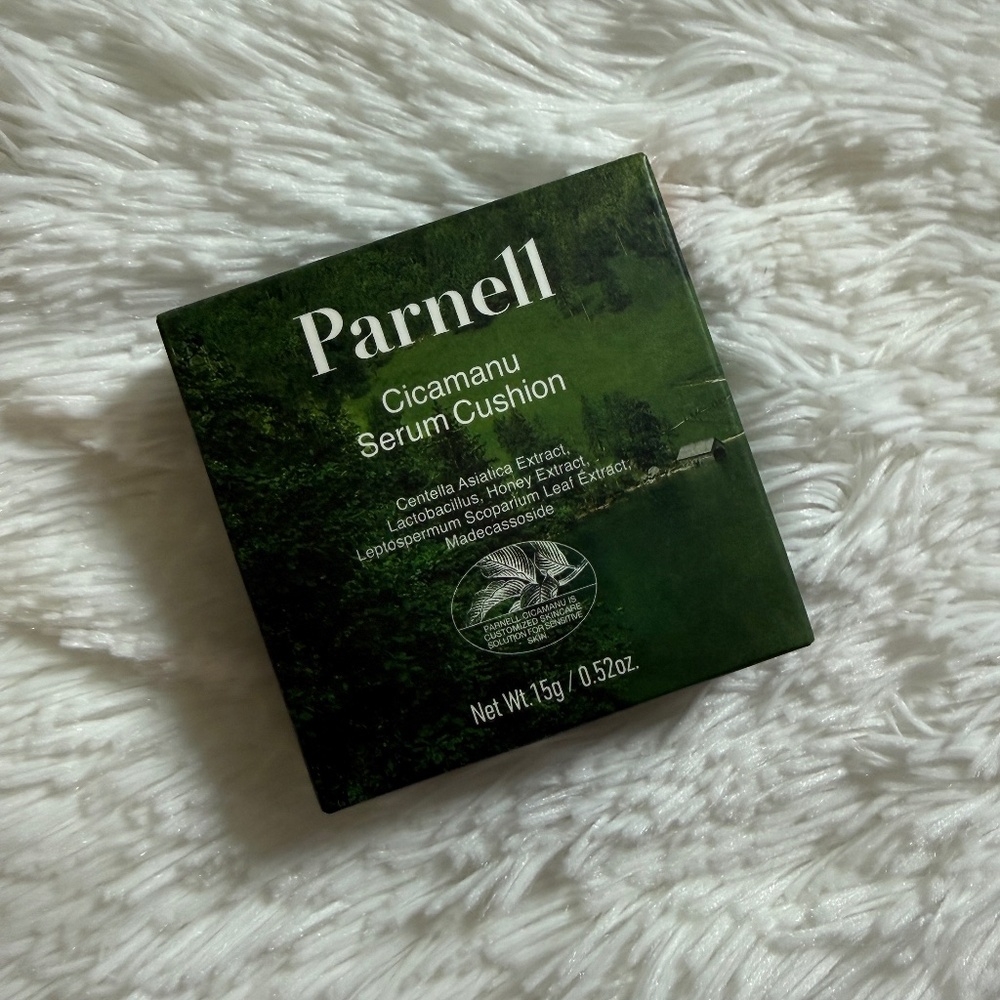 Parnell
Cicamanu
Serum Cushion
Centella Asiatica Extract,
Lactobacillus, Honey Extract,
Leptospermum Scoparium Leaf Extract,
Madecassoside
PARNELL CICAMANU IS
CUSTOMIZED SKINCARE
SOLUTION FOR SENSITIVE
SKIN.
Net Wt.15g / 0.52oz.